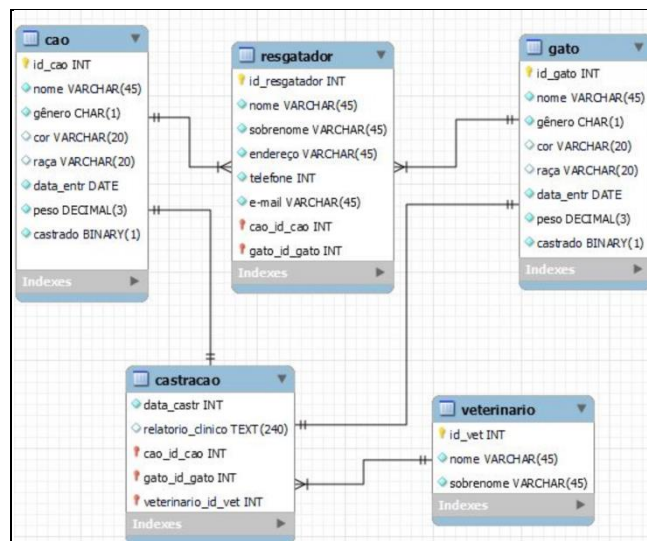 cao
id_cao INT
nome VARCHAR(45)
gênero CHAR(1)
cor VARCHAR(20)
raça VARCHAR(20)
data_entr DATE
peso DECIMAL(3)
castrado BINARY(1)
Indexes
resgatador
id_resgatador INT
nome VARCHAR(45)
sobrenome VARCHAR(45)
endereço VARCHAR(45)
telefone INT
e-mail VARCHAR(45)
cao_id_cao INT
gato_id_gato INT
Indexes
gato
id_gato INT
nome VARCHAR(45)
gênero CHAR(1)
cor VARCHAR(20)
raça VARCHAR(20)
data_entr DATE
peso DECIMAL(3)
castrado BINARY(1)
Indexes
castracao
data_castr INT
relatorio_clinico TEXT(240)
cao_id_cao INT
gato_id_gato INT
veterinario_id_vet INT
Indexes
veterinario
id_vet INT
nome VARCHAR(45)
sobrenome VARCHAR(45)
Indexes